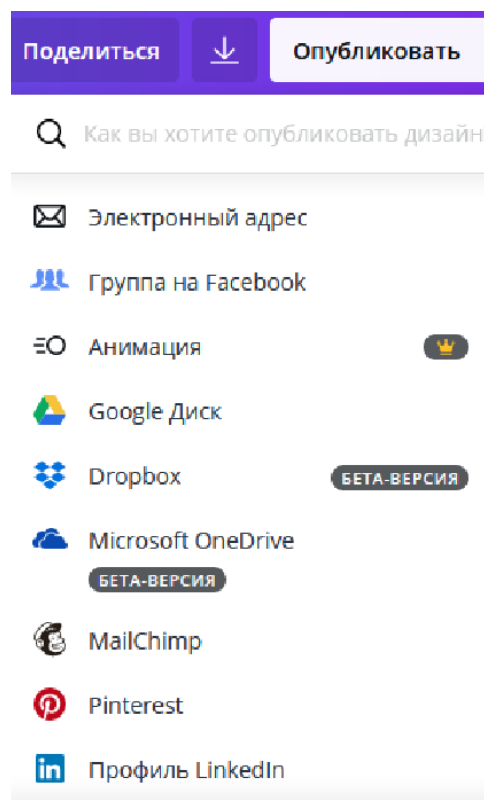 Поделиться
Опубликовать
Как вы хотите опубликовать дизайн
Электронный адрес
Группа на Facebook
Анимация
Google Диск
Dropbox
БЕТА-ВЕРСИЯ
Microsoft OneDrive
БЕТА-ВЕРСИЯ
MailChimp
Pinterest
in Профиль LinkedIn